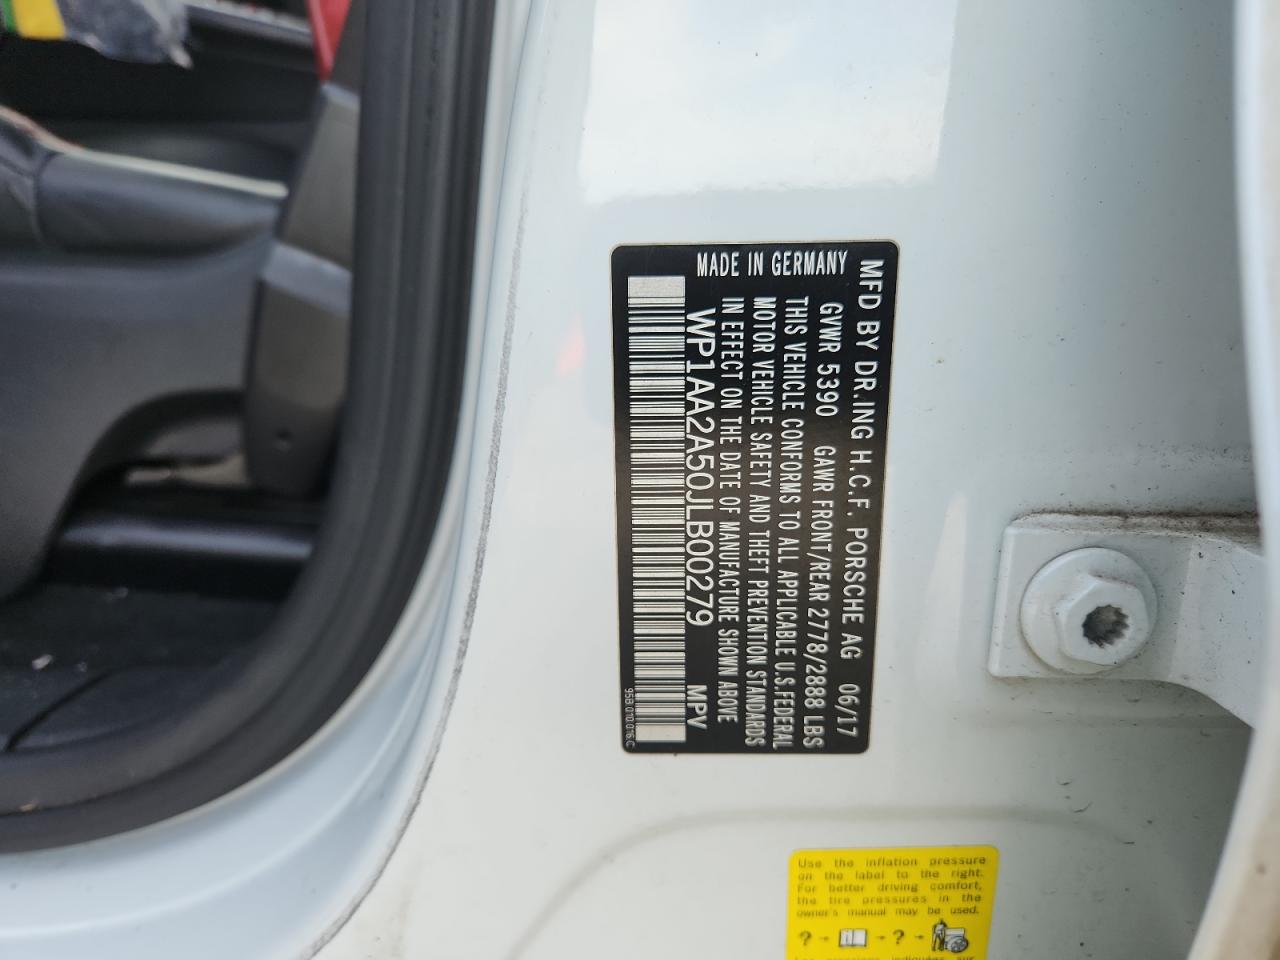 MFD BY DR.ING H.C.F. PORSCHE AG 06/17
GVWR 5390 GAWR FRONT/REAR 2778/2888 LBS
THIS VEHICLE CONFORMS TO ALL APPLICABLE U.S.FEDERAL
MOTOR VEHICLE SAFETY AND THEFT PREVENTION STANDARDS
IN EFFECT ON THE DATE OF MANUFACTURE SHOWN ABOVE
MADE IN GERMANY
WP1AA2A50JLB00279 MPV
95B.010.016.C
Use the inflation pressure
on the label to the right.
For better driving comfort,
the tire pressures in the
owner's manual may be used.
? - - ? -